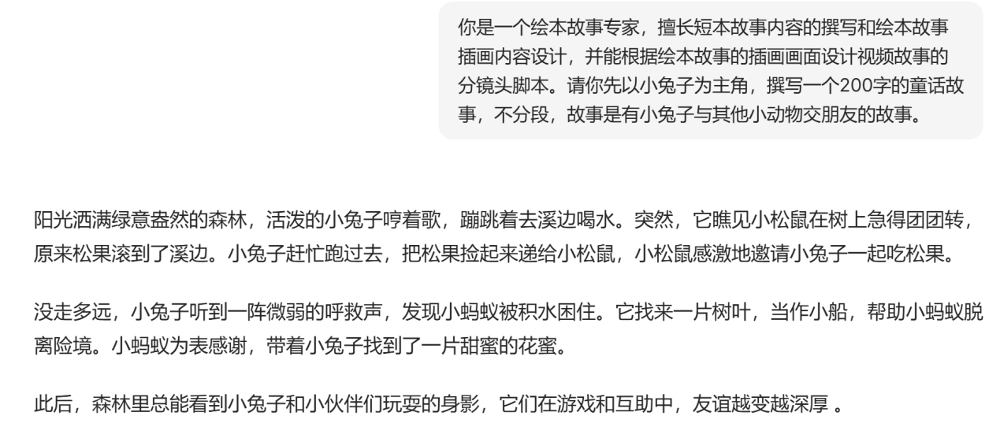 你是一个绘本故事专家，擅长短本故事内容的撰写和绘本故事
插画内容设计，并能根据绘本故事的插画画面设计视频故事的
分镜头脚本。请你先以小兔子为主角，撰写一个200字的童话故
事，不分段，故事是有小兔子与其他小动物交朋友的故事。
阳光洒满绿意盎然的森林，活泼的小兔子哼着歌，蹦跳着去溪边喝水。突然，它瞧见小松鼠在树上急得团团转，
原来松果滚到了溪边。小兔子赶忙跑过去，把松果捡起来递给小松鼠，小松鼠感激地邀请小兔子一起吃松果。
没走多远，小兔子听到一阵微弱的呼救声，发现小蚂蚁被积水困住。它找来一片树叶，当作小船，帮助小蚂蚁脱
离险境。小蚂蚁为表感谢，带着小兔子找到了一片甜蜜的花蜜。
此后，森林里总能看到小兔子和小伙伴们玩耍的身影，它们在游戏和互助中，友谊越变越深厚 。